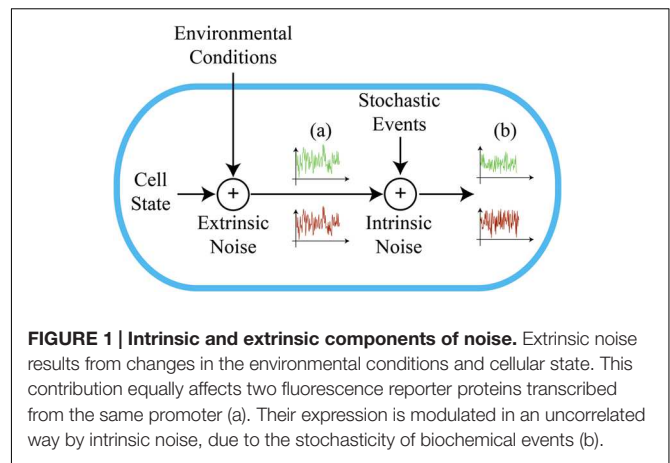 Environmental
Conditions
Stochastic
Events
(a)
(b)
Cell
State
+
+
Extrinsic
Noise
Intrinsic
Noise
FIGURE 1 | Intrinsic and extrinsic components of noise. Extrinsic noise
results from changes in the environmental conditions and cellular state. This
contribution equally affects two fluorescence reporter proteins transcribed
from the same promoter (a). Their expression is modulated in an uncorrelated
way by intrinsic noise, due to the stochasticity of biochemical events (b).